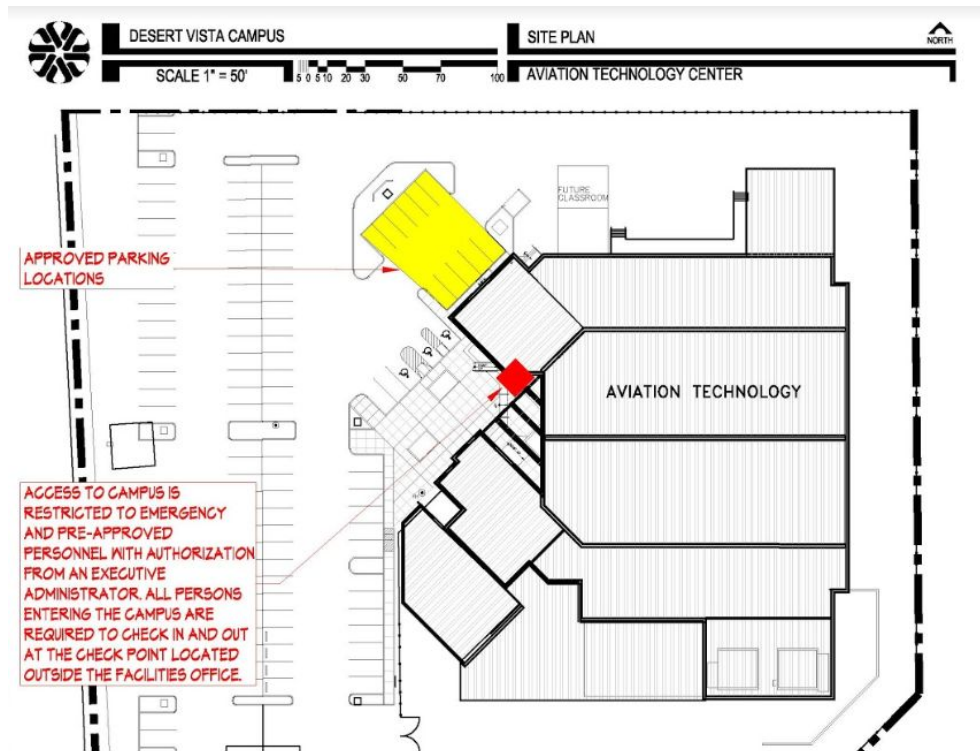 DESERT VISTA CAMPUS
SITE PLAN
NORTH
SCALE 1" = 50'
5 0 5 10 20 30 50 70 100
AVIATION TECHNOLOGY CENTER
FUTURE
CLASSROOM
APPROVED PARKING
LOCATIONS
AVIATION TECHNOLOGY
ACCESS TO CAMPUS IS
RESTRICTED TO EMERGENCY
AND PRE-APPROVED
PERSONNEL WITH AUTHORIZATION
FROM AN EXECUTIVE
ADMINISTRATOR. ALL PERSONS
ENTERING THE CAMPUS ARE
REQUIRED TO CHECK IN AND OUT
AT THE CHECK POINT LOCATED
OUTSIDE THE FACILITIES OFFICE.